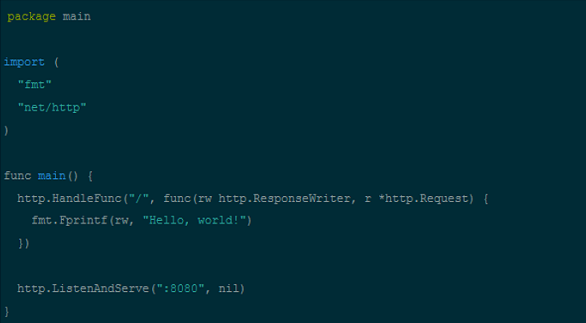 package main
import (
"fmt"
"net/http"
)
func main() {
http.HandleFunc("/", func(rw http.ResponseWriter, r *http.Request) {
fmt.Fprintf(rw, "Hello, world!")
})
http.ListenAndServe(":8080", nil)
}